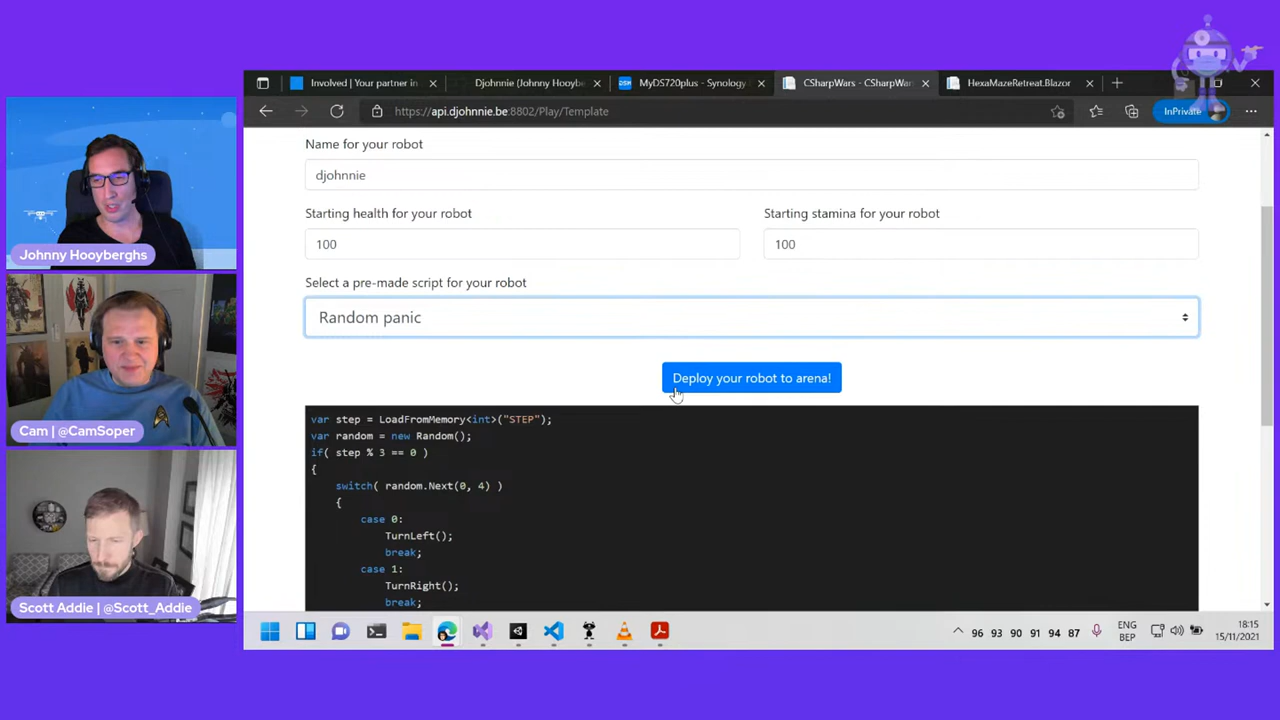 Involved | Your partner in
Djohnnie (Johnny Hooybe
MyDS720plus - Synology
CSharpWars - CSharpWar
HexaMazeRetreat.Blazor
https://api.djohnnie.be:8802/Play/Template
InPrivate
Name for your robot
djohnnie
Starting health for your robot
Starting stamina for your robot
100
100
Select a pre-made script for your robot
Random panic
Deploy your robot to arena!
var step = LoadFromMemory<int>("STEP");
var random = new Random();
if( step % 3 == 0 )
{
switch( random.Next(0, 4) )
{
case 0:
TurnLeft();
break;
case 1:
TurnRight();
break;
Johnny Hooyberghs
Cam | @CamSoper
Scott Addie | @Scott_Addie
96 93 90 91 94 87
ENG
BEP
18:15
15/11/2021